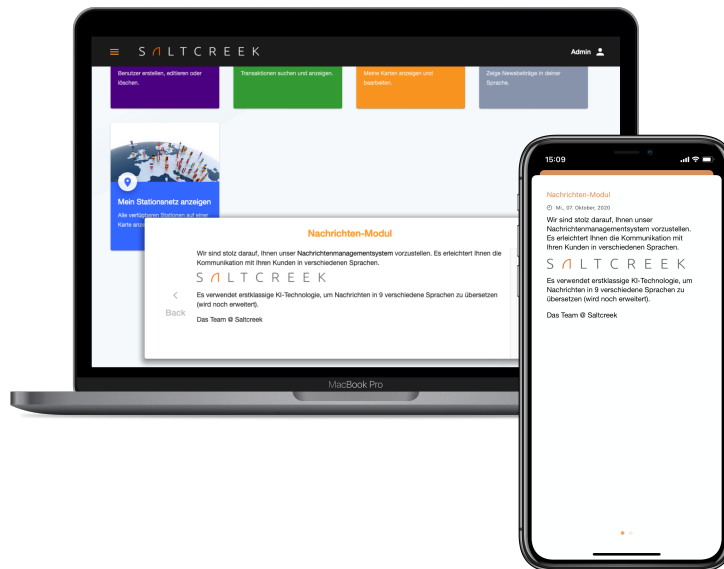 SALTCREEK
Admin
Benutzer erstellen, editieren oder
löschen.
Transaktionen suchen und anzeigen.
Meine Karten anzeigen und
bearbeiten.
Zeige Newsbeiträge in deiner
Sprache.
Mein Stationsnetz anzeigen
Alle verfügbaren Stationen auf einer
Karte
Nachrichten-Modul
Wir sind stolz darauf, Ihnen unser Nachrichtenmanagementsystem vorzustellen. Es erleichtert Ihnen die
Kommunikation mit Ihren Kunden in verschiedenen Sprachen.
SALTCREEK
Es verwendet erstklassige KI-Technologie, um Nachrichten in 9 verschiedene Sprachen zu übersetzen
(wird noch erweitert).
Das Team @ Saltcreek
Back
MacBook Pro
15:09
Nachrichten-Modul
Mi., 07. Oktober, 2020
Wir sind stolz darauf, Ihnen unser
Nachrichtenmanagementsystem vorzustellen.
Es erleichtert Ihnen die Kommunikation mit
Ihren Kunden in verschiedenen Sprachen.
SALTCREEK
Es verwendet erstklassige KI-Technologie, um
Nachrichten in 9 verschiedene Sprachen zu
übersetzen (wird noch erweitert).
Das Team @ Saltcreek